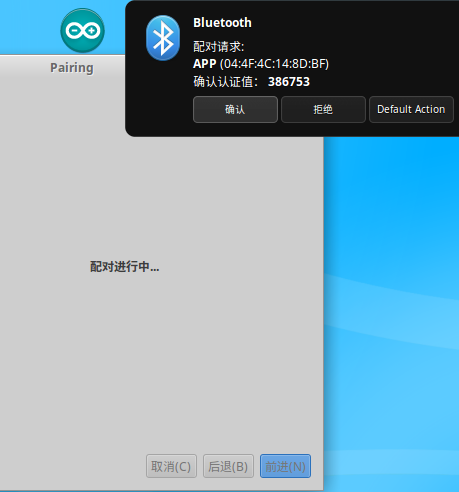 Bluetooth
配对请求:
APP (04:4F:4C:14:8D:BF)
确认认证值： 386753
确认 拒绝 Default Action
Pairing
配对进行中...
取消(C) 后退(B) 前进(N)